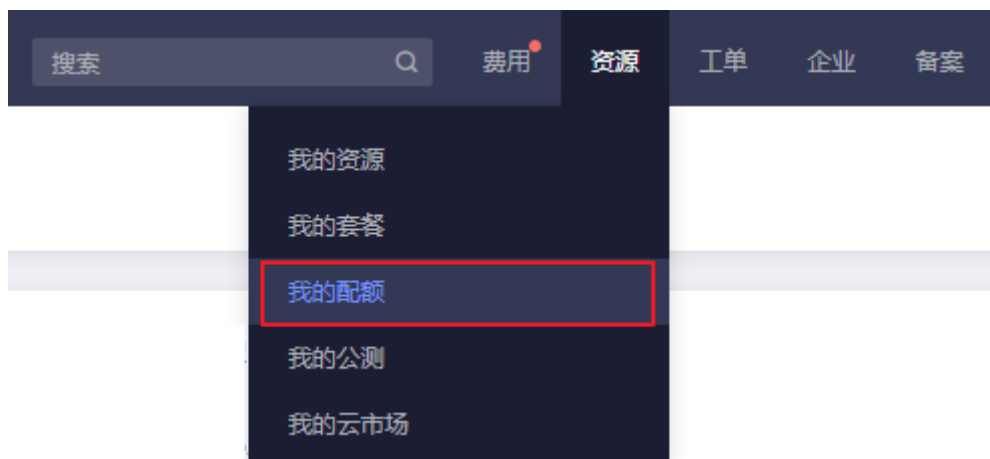 搜索 费用 资源 工单 企业 备案
我的资源
我的套餐
我的配额
我的公测
我的云市场